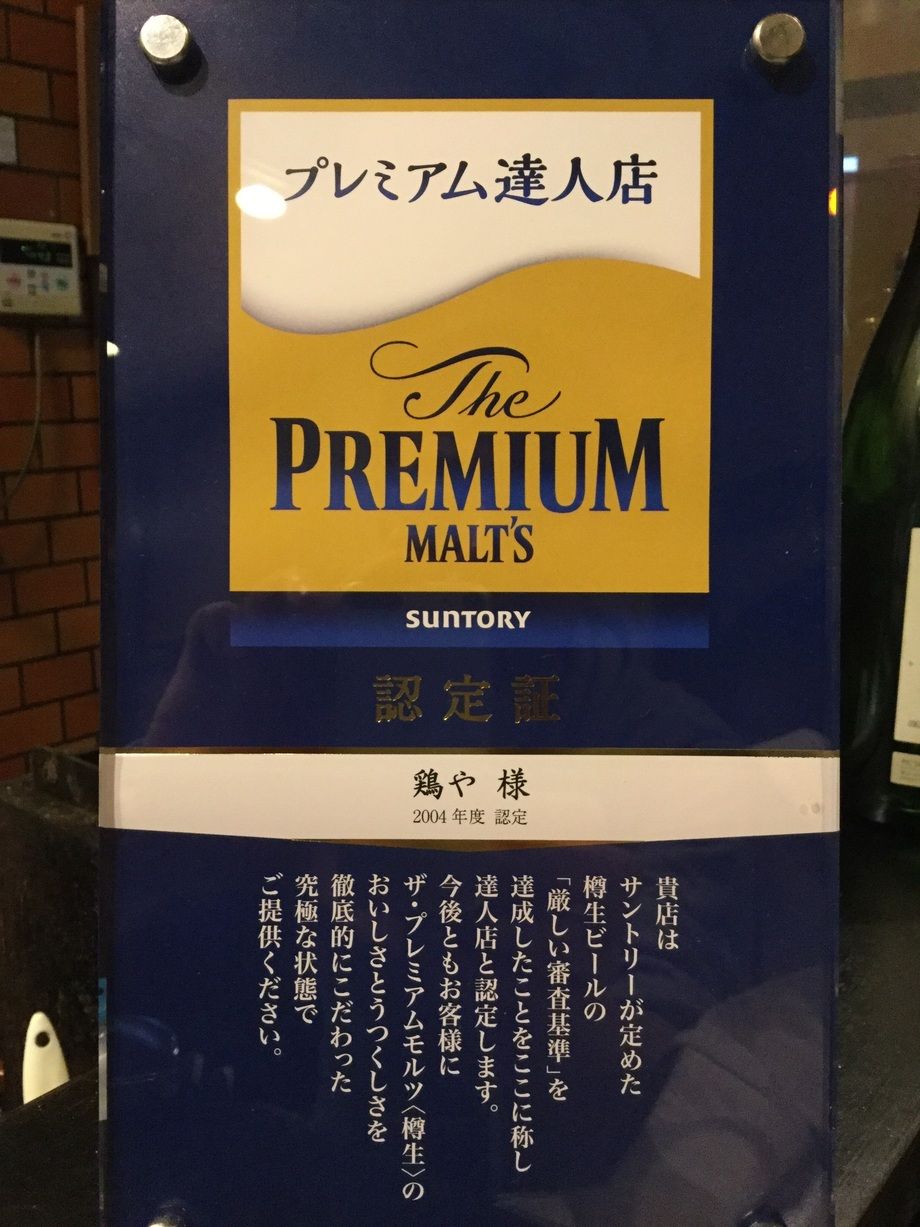 プレミアム達人店
The
PREMIUM
MALT'S
SUNTORY
認定証
鶏や 様
2004年度 認定
貴店は
サントリーが定めた
樽生ビールの
「厳しい審査基準」を
達成したことをここに称し
達人店と認定します。
今後ともお客様に
ザ・プレミアムモルツ〈樽生〉の
おいしさとうつくしさを
徹底的にこだわった
究極な状態で
ご提供ください。